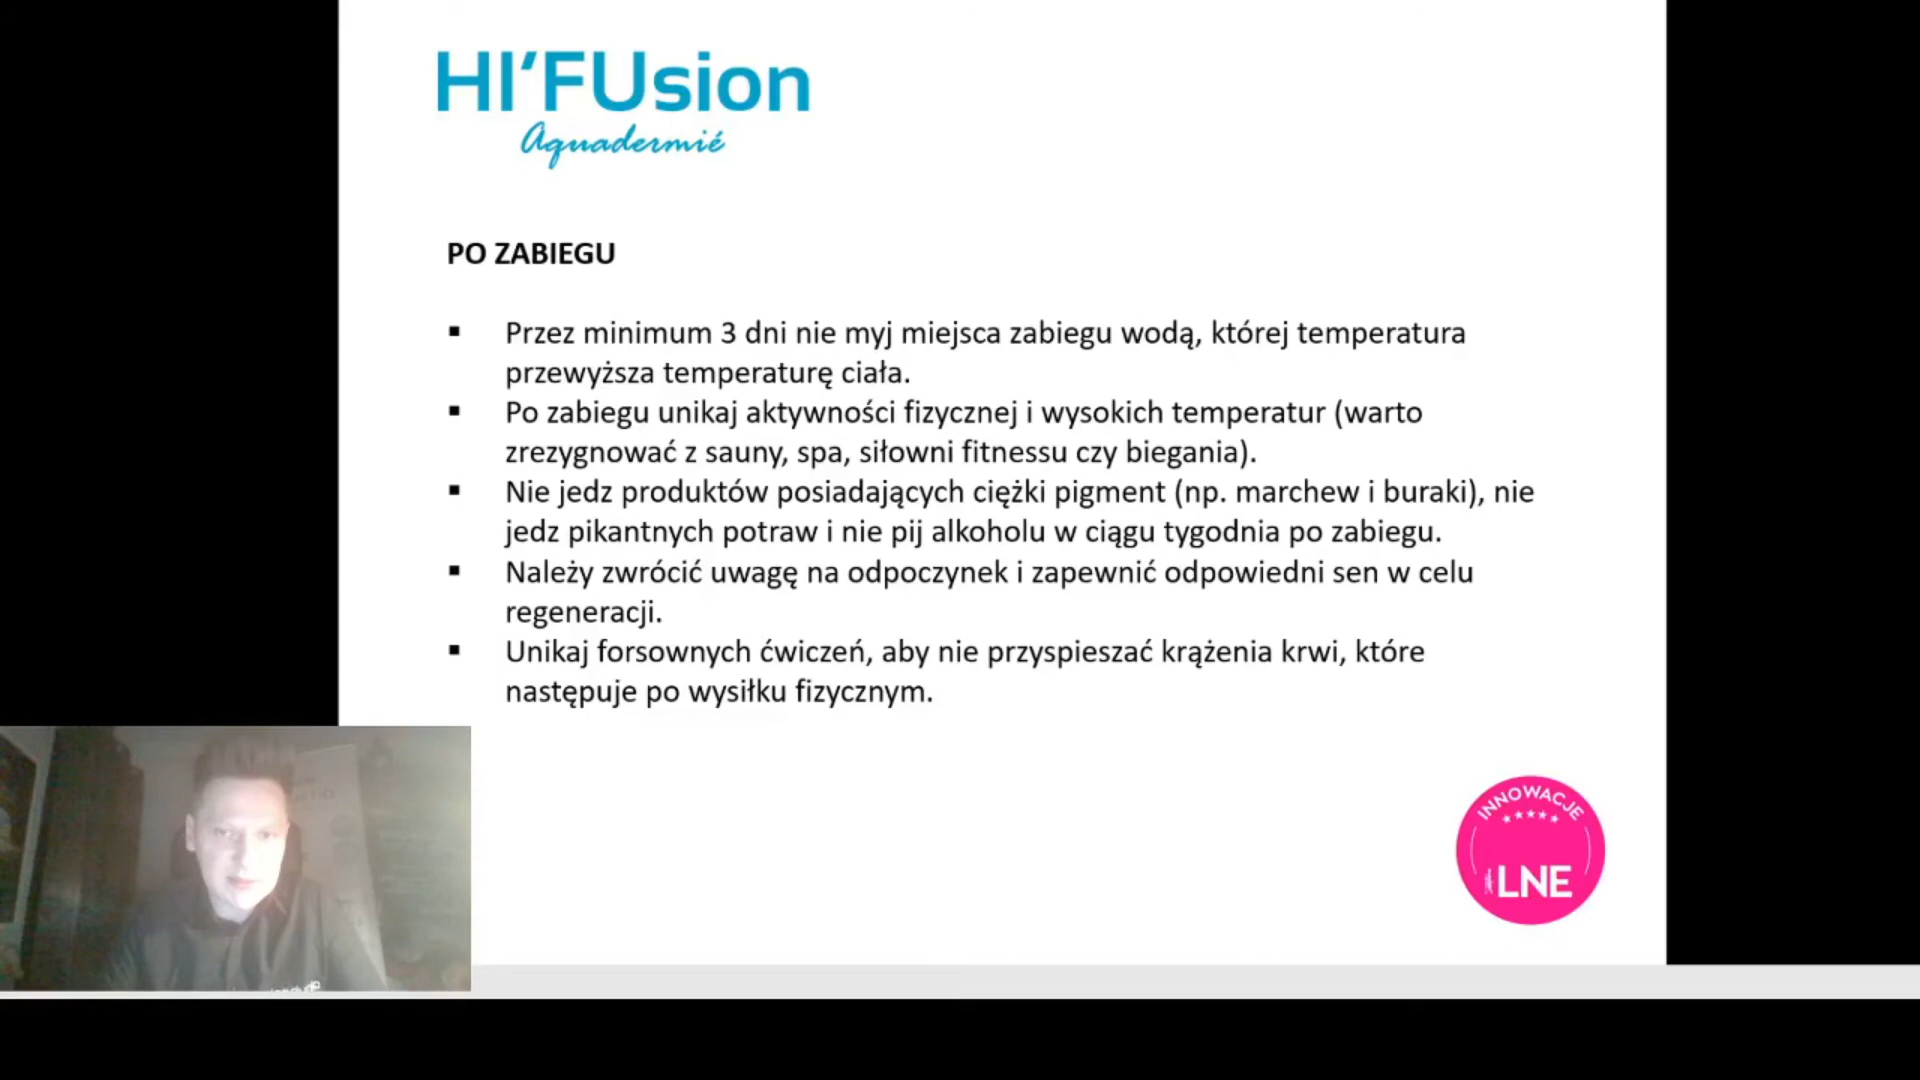 HI’FUsion
Aquadermié
PO ZABIEGU
▪ Przez minimum 3 dni nie myj miejsca zabiegu wodą, której temperatura
przewyższa temperaturę ciała.
▪ Po zabiegu unikaj aktywności fizycznej i wysokich temperatur (warto
zrezygnować z sauny, spa, siłowni fitnessu czy biegania).
▪ Nie jedz produktów posiadających ciężki pigment (np. marchew i buraki), nie
jedz pikantnych potraw i nie pij alkoholu w ciągu tygodnia po zabiegu.
▪ Należy zwrócić uwagę na odpoczynek i zapewnić odpowiedni sen w celu
regeneracji.
▪ Unikaj forsownych ćwiczeń, aby nie przyspieszać krążenia krwi, które
następuje po wysiłku fizycznym.
INNOWACJE
LNE